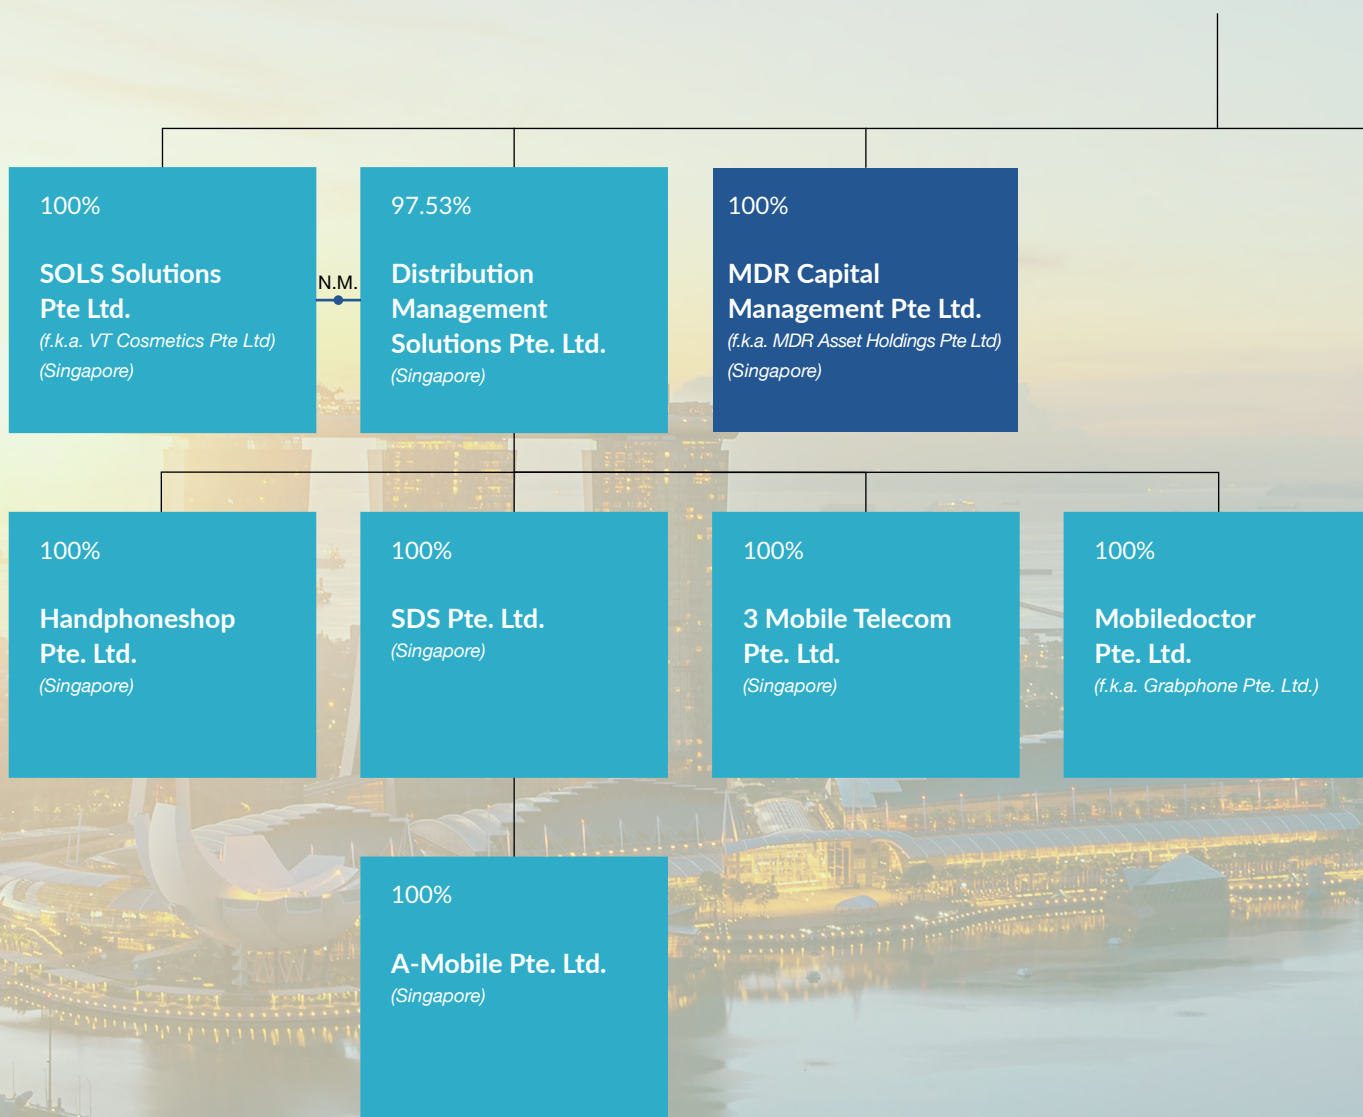 100%
SOLS Solutions
Pte Ltd.
(f.k.a. VT Cosmetics Pte Ltd)
(Singapore)
N.M.
97.53%
Distribution
Management
Solutions Pte. Ltd.
(Singapore)
100%
MDR Capital
Management Pte Ltd.
(f.k.a. MDR Asset Holdings Pte Ltd)
(Singapore)
100%
Handphoneshop
Pte. Ltd.
(Singapore)
100%
SDS Pte. Ltd.
(Singapore)
100%
3 Mobile Telecom
Pte. Ltd.
(Singapore)
100%
Mobiledoctor
Pte. Ltd.
(f.k.a. Grabphone Pte. Ltd.)
100%
A-Mobile Pte. Ltd.
(Singapore)